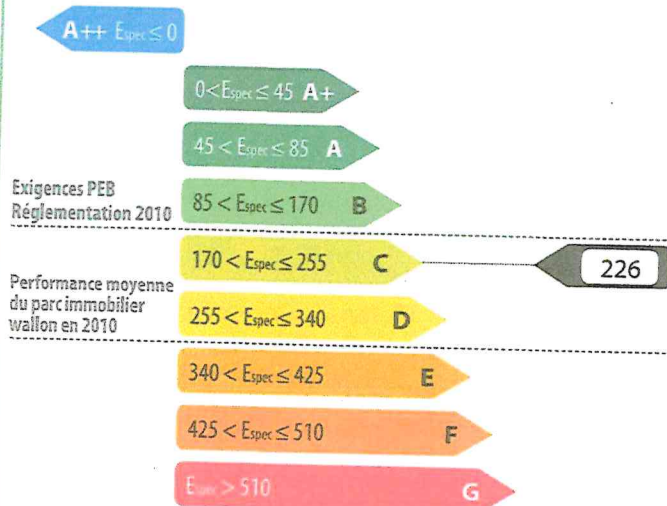 A++ Espec ≤ 0
0 < Espec ≤ 45 A+
45 < Espec ≤ 85 A
Exigences PEB
Réglementation 2010
85 < Espec ≤ 170 B
170 < Espec ≤ 255 C
226
Performance moyenne
du parc immobilier
wallon en 2010
255 < Espec ≤ 340 D
340 < Espec ≤ 425 E
425 < Espec ≤ 510 F
Espec > 510 G